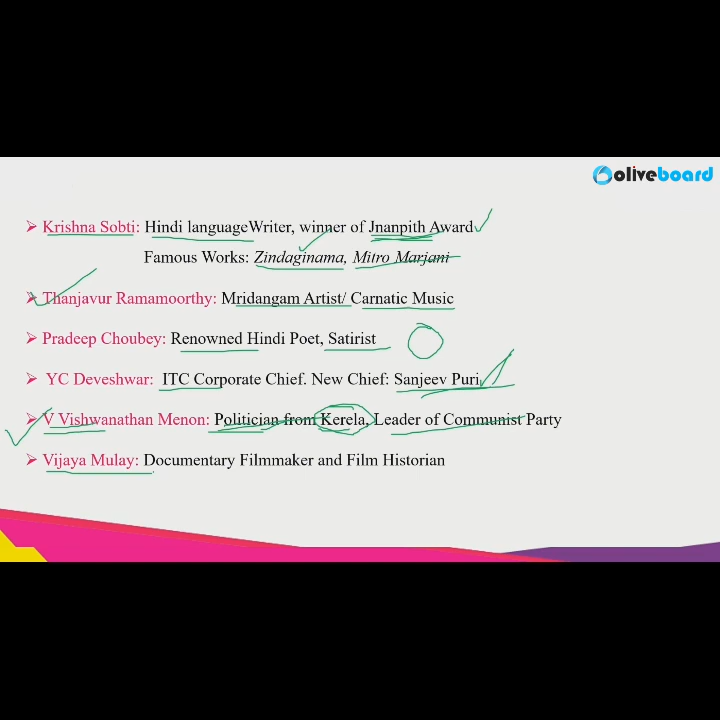 oliveboard
➢ Krishna Sobti: Hindi languageWriter, winner of Jnanpith Award
Famous Works: Zindaginama, Mitro Marjani
➢ Thanjavur Ramamoorthy: Mridangam Artist/ Carnatic Music
➢ Pradeep Choubey: Renowned Hindi Poet, Satirist
➢ YC Deveshwar: ITC Corporate Chief. New Chief: Sanjeev Puri
➢ V Vishwanathan Menon: Politician from Kerela, Leader of Communist Party
➢ Vijaya Mulay: Documentary Filmmaker and Film Historian